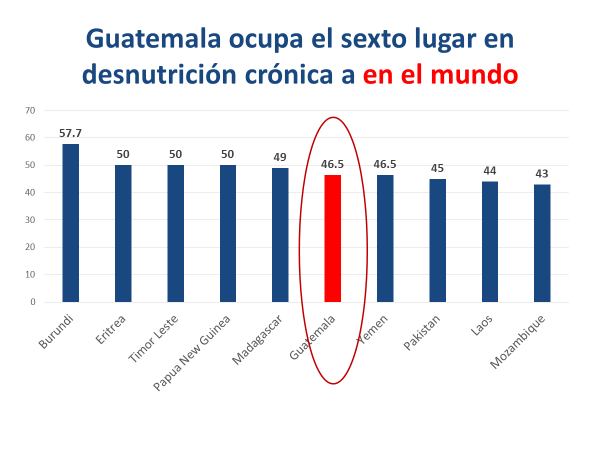 Guatemala ocupa el sexto lugar en
desnutrición crónica a en el mundo
70
60
50
40
30
20
10
0
57.7
50
50
50
49
46.5
46.5
45
44
43
Burundi
Eritrea
Timor Leste
Papua New Guinea
Madagascar
Guatemala
Yemen
Pakistan
Laos
Mozambique